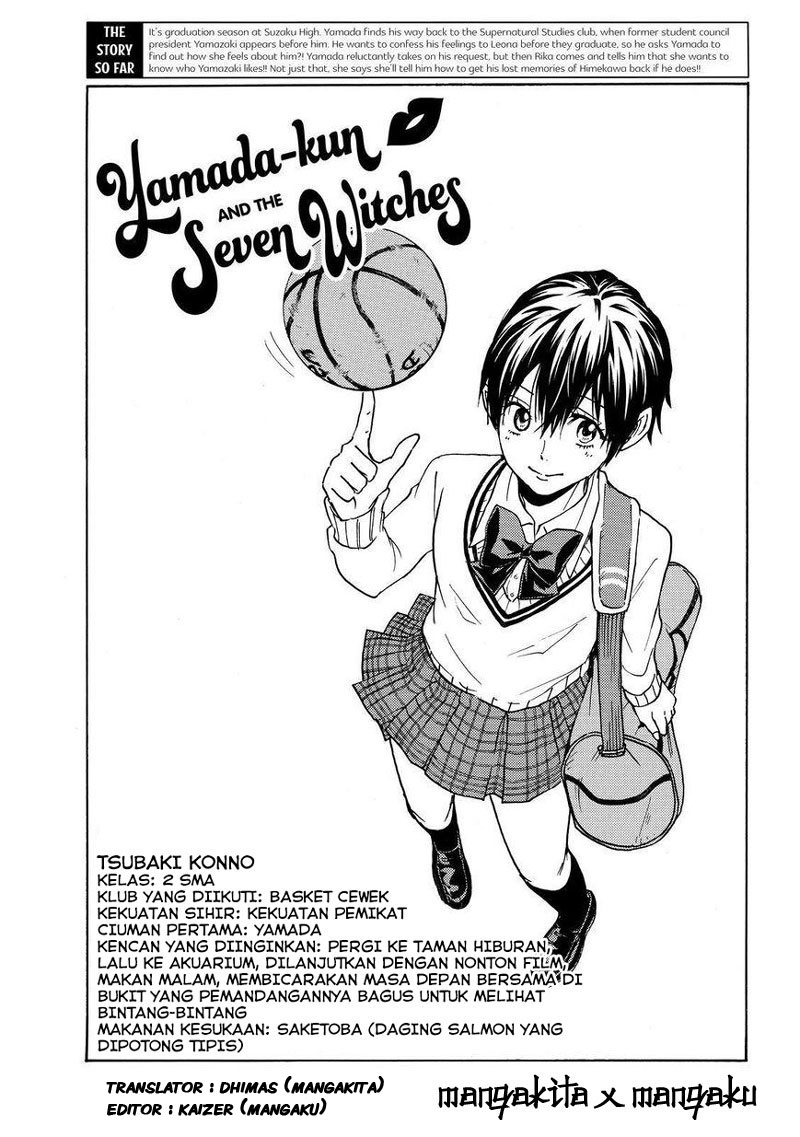 THE
STORY
SO FAR
It's graduation season at Suzaku High. Yamada finds his way back to the Supernatural Studies club, when former student council
president Yamazaki appears before him. He wants to confess his feelings to Leona before they graduate, so he asks Yamada to
find out how she feels about him?! Yamada reluctantly takes on his request, but then Rika comes and tells him that she wants to
know who Yamazaki likes!! Not just that, she says she'll tell him how to get his lost memories of Himekawa back if he does!!
Yamada-kun
AND THE
Seven Witches
TSUBAKI KONNO
KELAS: 2 SMA
KLUB YANG DIIKUTI: BASKET CEWEK
KEKUATAN SIHIR: KEKUATAN PEMIKAT
CIUMAN PERTAMA: YAMADA
KENCAN YANG DIINGINKAN: PERGI KE TAMAN HIBURAN,
LALU KE AKUARIUM, DILANJUTKAN DENGAN NONTON FILM,
MAKAN MALAM, MEMBICARAKAN MASA DEPAN BERSAMA DI
BUKIT YANG PEMANDANGANNYA BAGUS UNTUK MELIHAT
BINTANG-BINTANG
MAKANAN KESUKAAN: SAKETOBA (DAGING SALMON YANG
DIPOTONG TIPIS)
TRANSLATOR : DHIMAS (MANGAKITA)
EDITOR : KAIZER (MANGAKU)
mangakita x mangaku